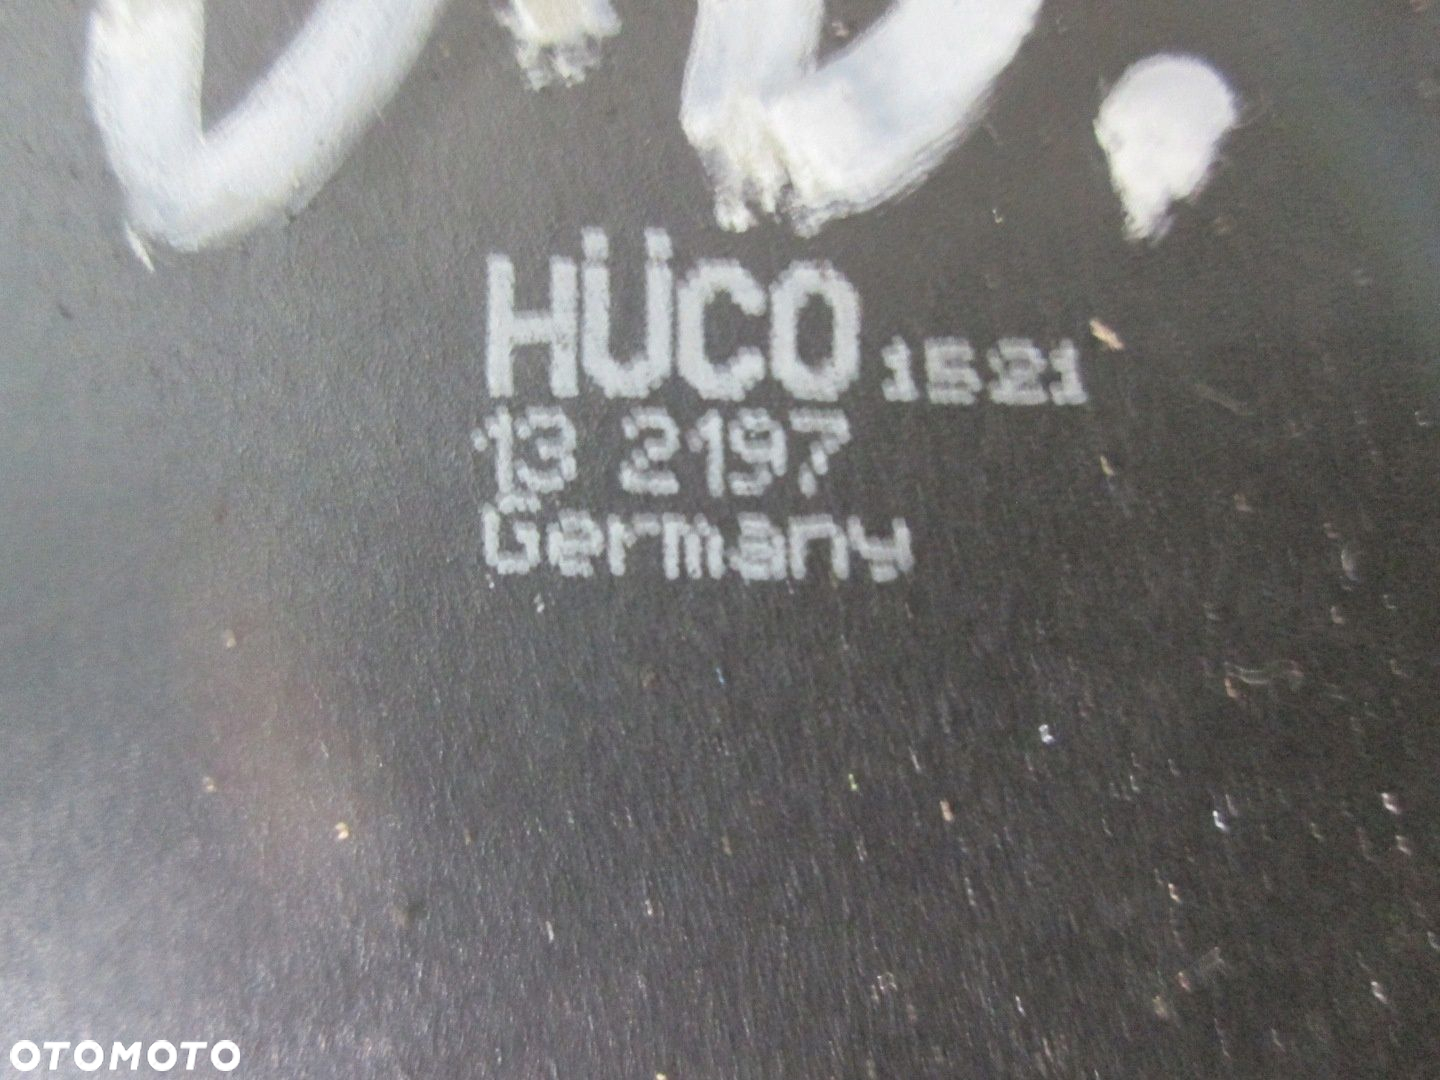 HÜCO 1521
13 2197
Germany
OTOMOTO